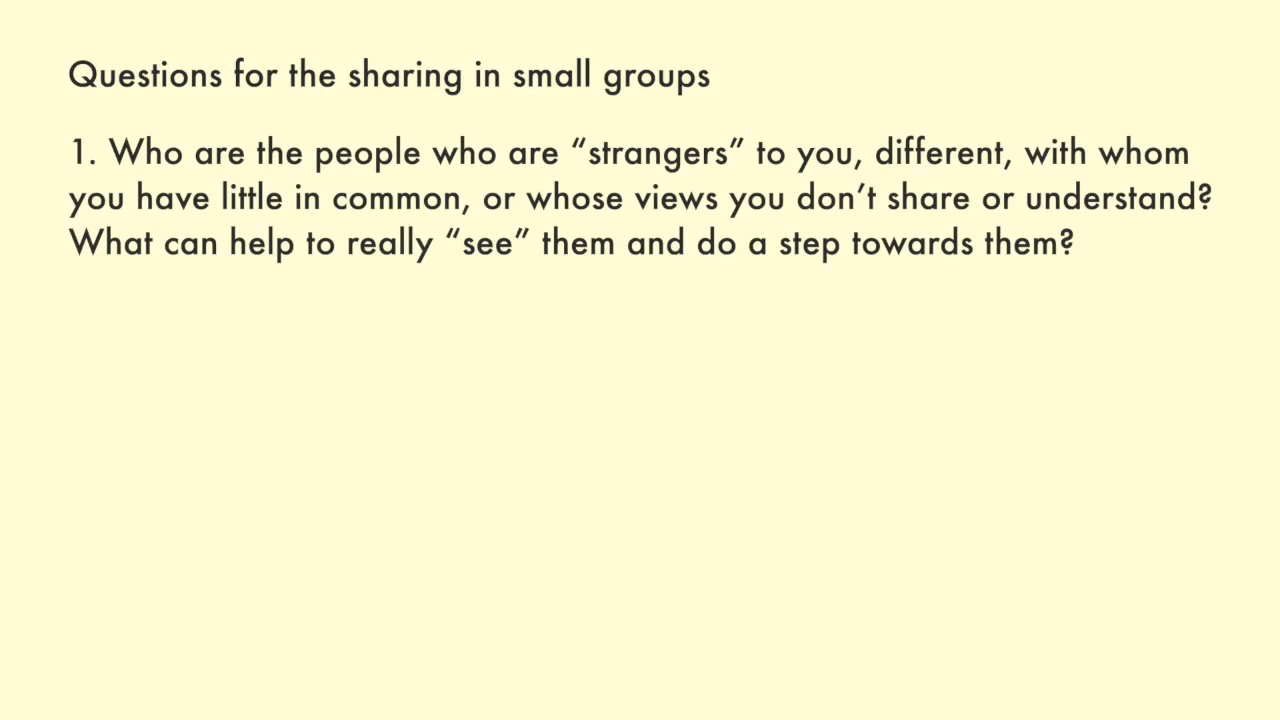 Questions for the sharing in small groups
1. Who are the people who are “strangers” to you, different, with whom
you have little in common, or whose views you don’t share or understand?
What can help to really “see” them and do a step towards them?